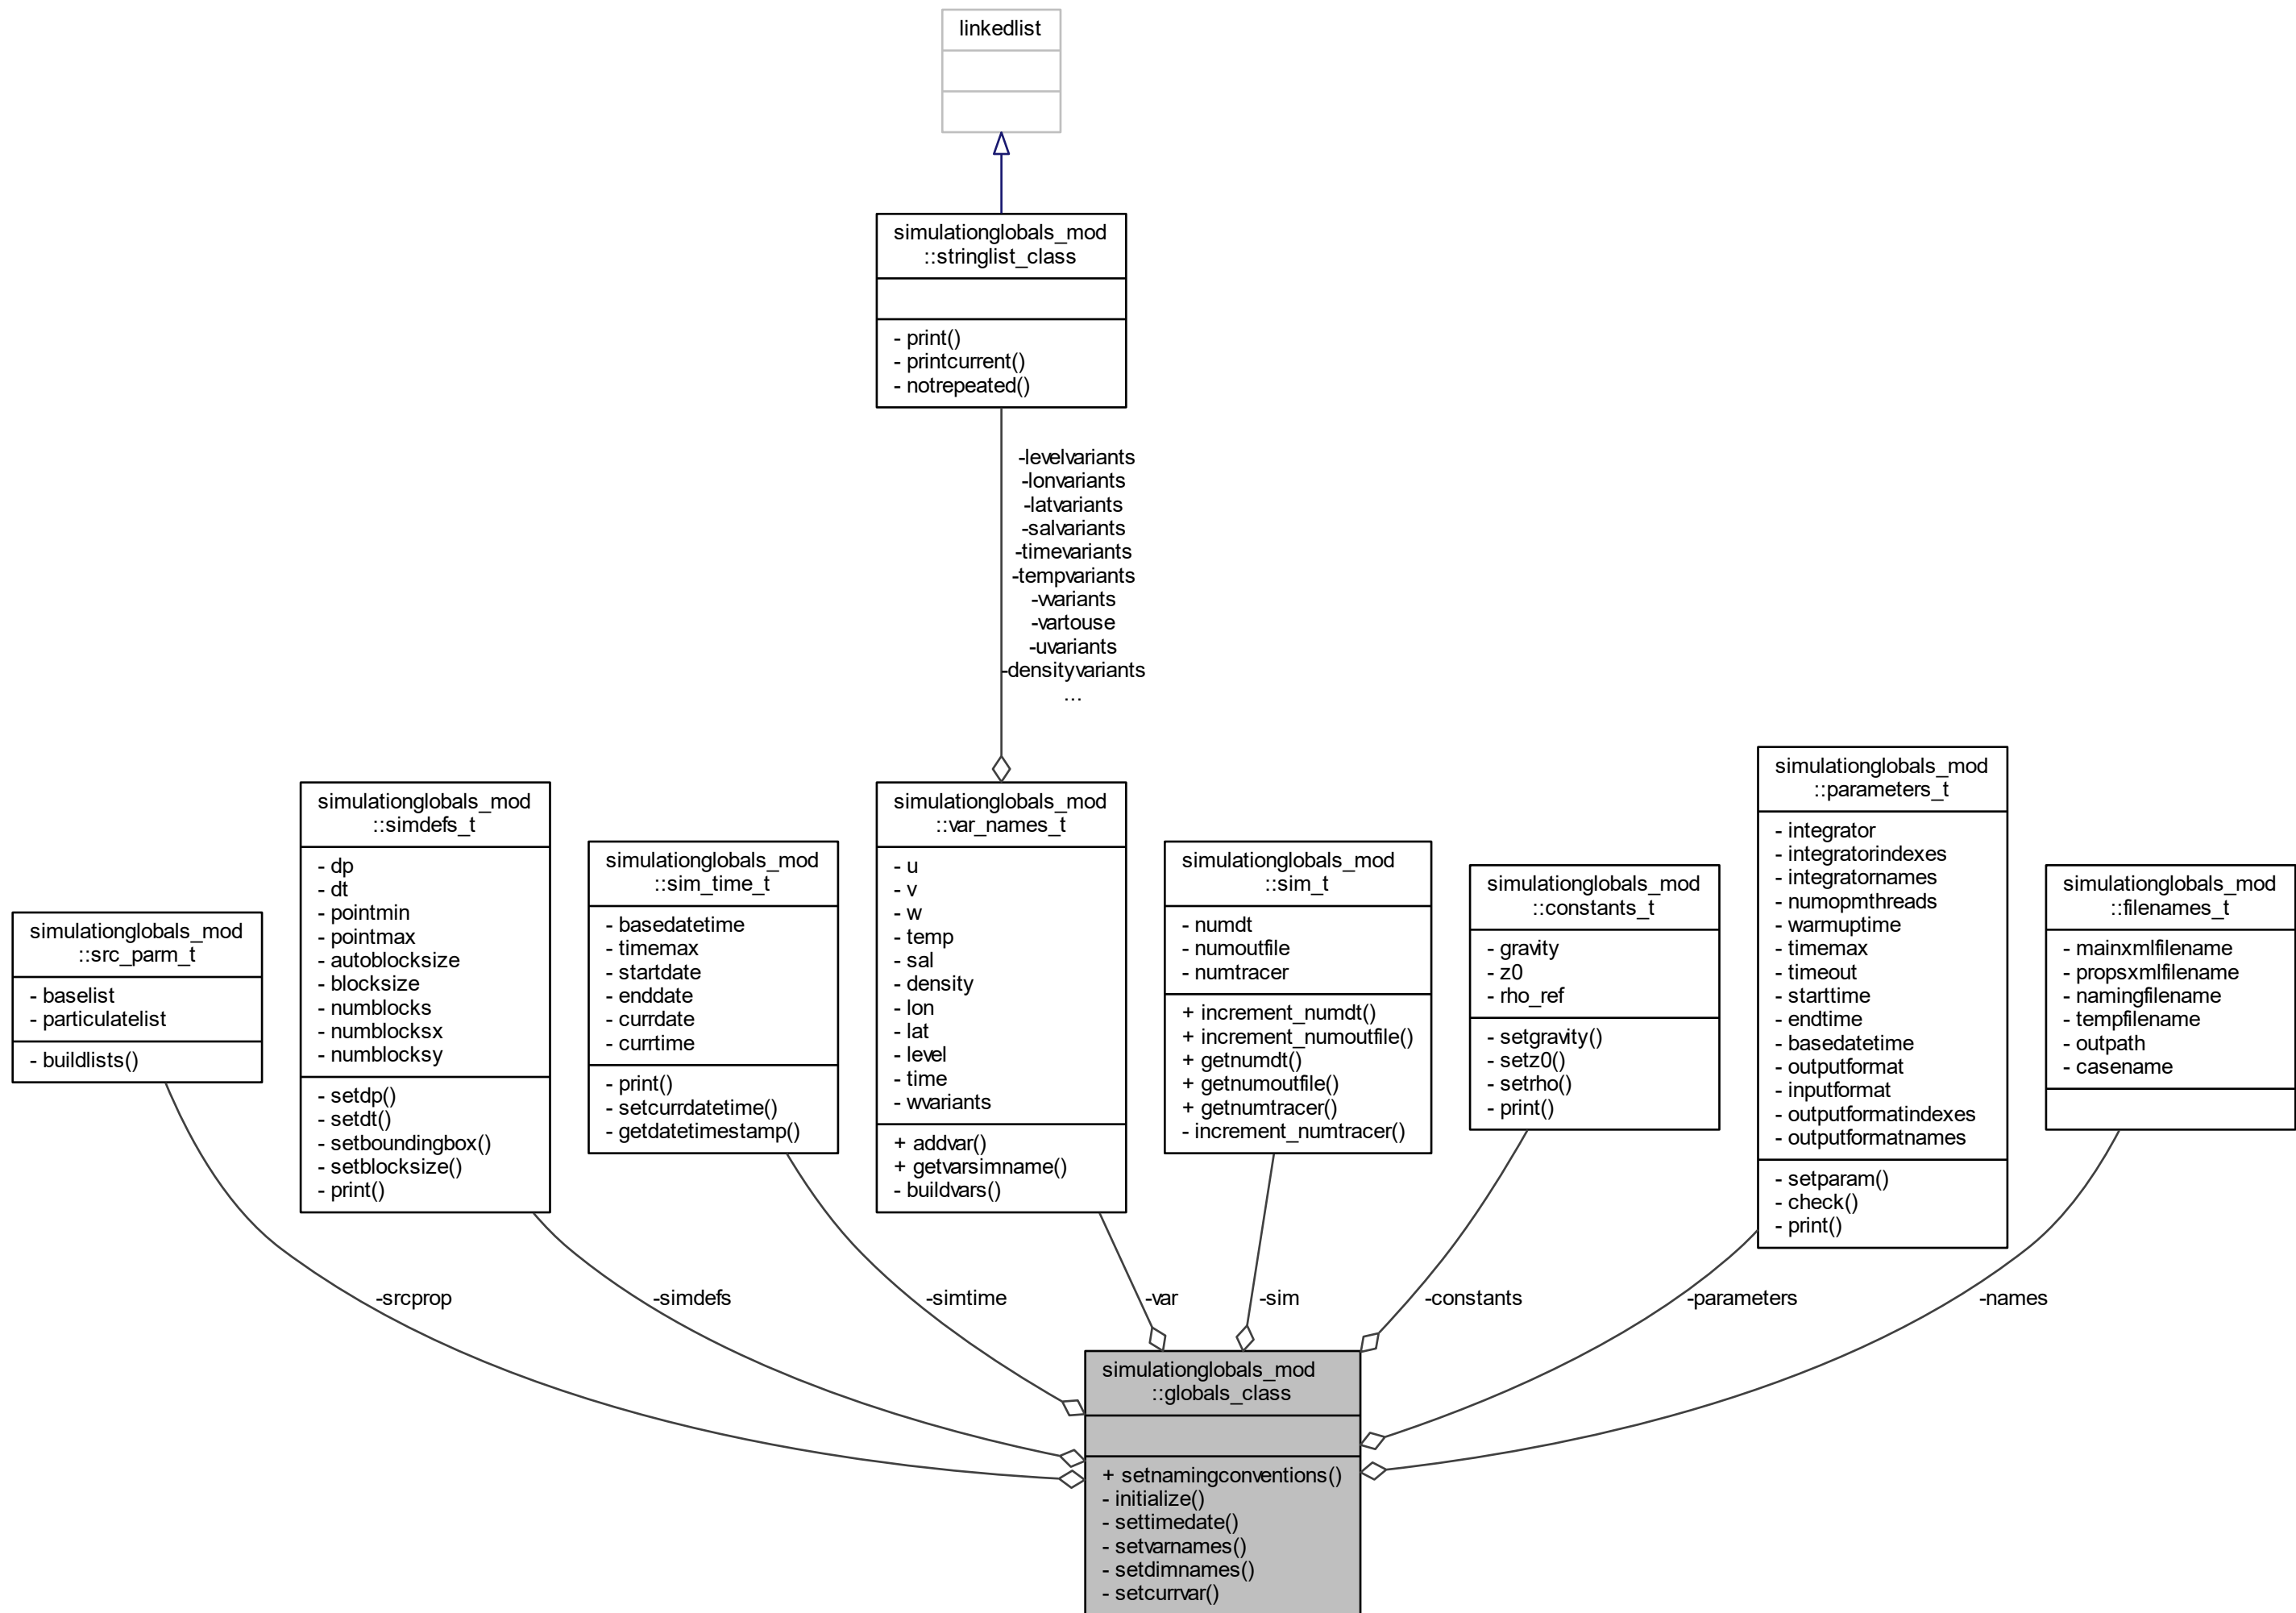 linkedlist
simulationglobals_mod
::stringlist_class
- print()
- printcurrent()
- notrepeated()
-levelvariants
-lonvariants
-latvariants
-salvariants
-timevariants
-tempvariants
-vvariants
-vartouse
-uvariants
-densityvariants
...
simulationglobals_mod
::src_parm_t
- baselist
- particulatelist
- buildlists()
simulationglobals_mod
::simdefs_t
- dp
- dt
- pointmin
- pointmax
- autoblocksize
- blocksize
- numblocks
- numblocksx
- numblocksy
- setdp()
- setdt()
- setboundingbox()
- setblocksize()
- print()
simulationglobals_mod
::sim_time_t
- basedatetime
- timemax
- startdate
- enddate
- currdate
- currtime
- print()
- setcurrdatetime()
- getdatetimestamp()
simulationglobals_mod
::var_names_t
- u
- v
- w
- temp
- sal
- density
- lon
- lat
- level
- time
- wvariants
+ addvar()
+ getvarsimname()
- buildvars()
simulationglobals_mod
::sim_t
- numdt
- numoutfile
- numtracer
+ increment_numdt()
+ increment_numoutfile()
+ getnumdt()
+ getnumoutfile()
+ getnumtracer()
- increment_numtracer()
simulationglobals_mod
::constants_t
- gravity
- z0
- rho_ref
- setgravity()
- setz0()
- setrho()
- print()
simulationglobals_mod
::parameters_t
- integrator
- integratorindexes
- integratornames
- numopmthreads
- warmuptime
- timemax
- timeout
- starttime
- endtime
- basedatetime
- outputformat
- inputformat
- outputformatindexes
- outputformatnames
- setparam()
- check()
- print()
simulationglobals_mod
::filenames_t
- mainxmlfilename
- propsxmlfilename
- namingfilename
- tempfilename
- outpath
- casename
-srcprop
-simdefs
-simtime
-var
-sim
-constants
-parameters
-names
simulationglobals_mod
::globals_class
+ setnamingconventions()
- initialize()
- settimedate()
- setvarnames()
- setdimnames()
- setcurrvar()